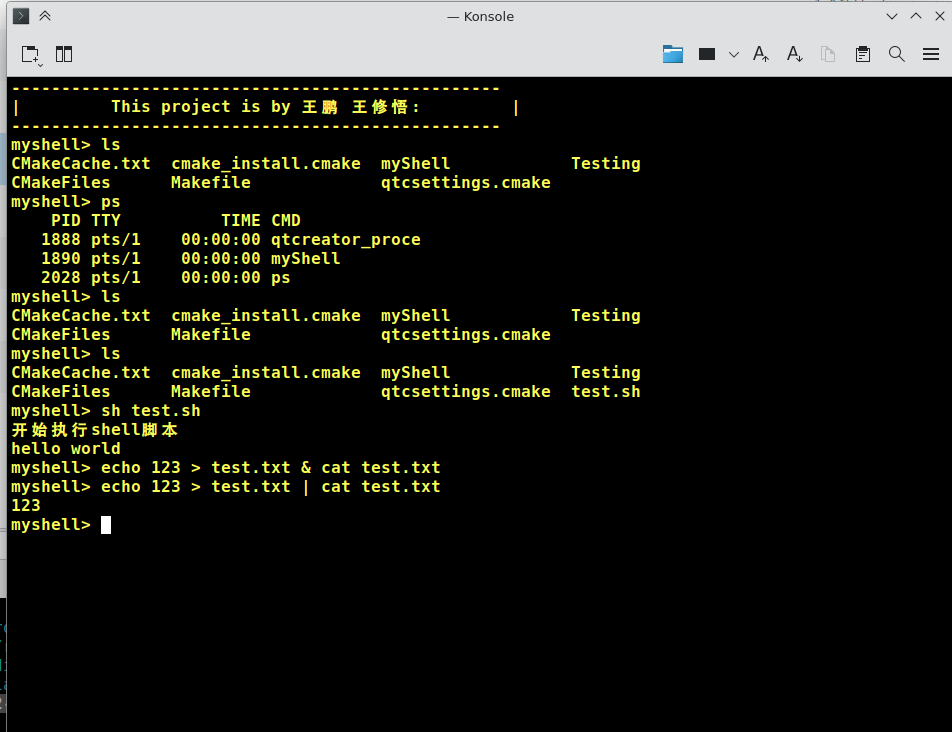 — Konsole
-------------------------------------------------
|         This project is by 王鹏 王修悟:         |
-------------------------------------------------
myshell> ls
CMakeCache.txt  cmake_install.cmake  myShell            Testing
CMakeFiles      Makefile             qtcsettings.cmake
myshell> ps
    PID TTY          TIME CMD
   1888 pts/1    00:00:00 qtcreator_proce
   1890 pts/1    00:00:00 myShell
   2028 pts/1    00:00:00 ps
myshell> ls
CMakeCache.txt  cmake_install.cmake  myShell            Testing
CMakeFiles      Makefile             qtcsettings.cmake
myshell> ls
CMakeCache.txt  cmake_install.cmake  myShell            Testing
CMakeFiles      Makefile             qtcsettings.cmake  test.sh
myshell> sh test.sh
开始执行shell脚本
hello world
myshell> echo 123 > test.txt & cat test.txt
myshell> echo 123 > test.txt | cat test.txt
123
myshell>